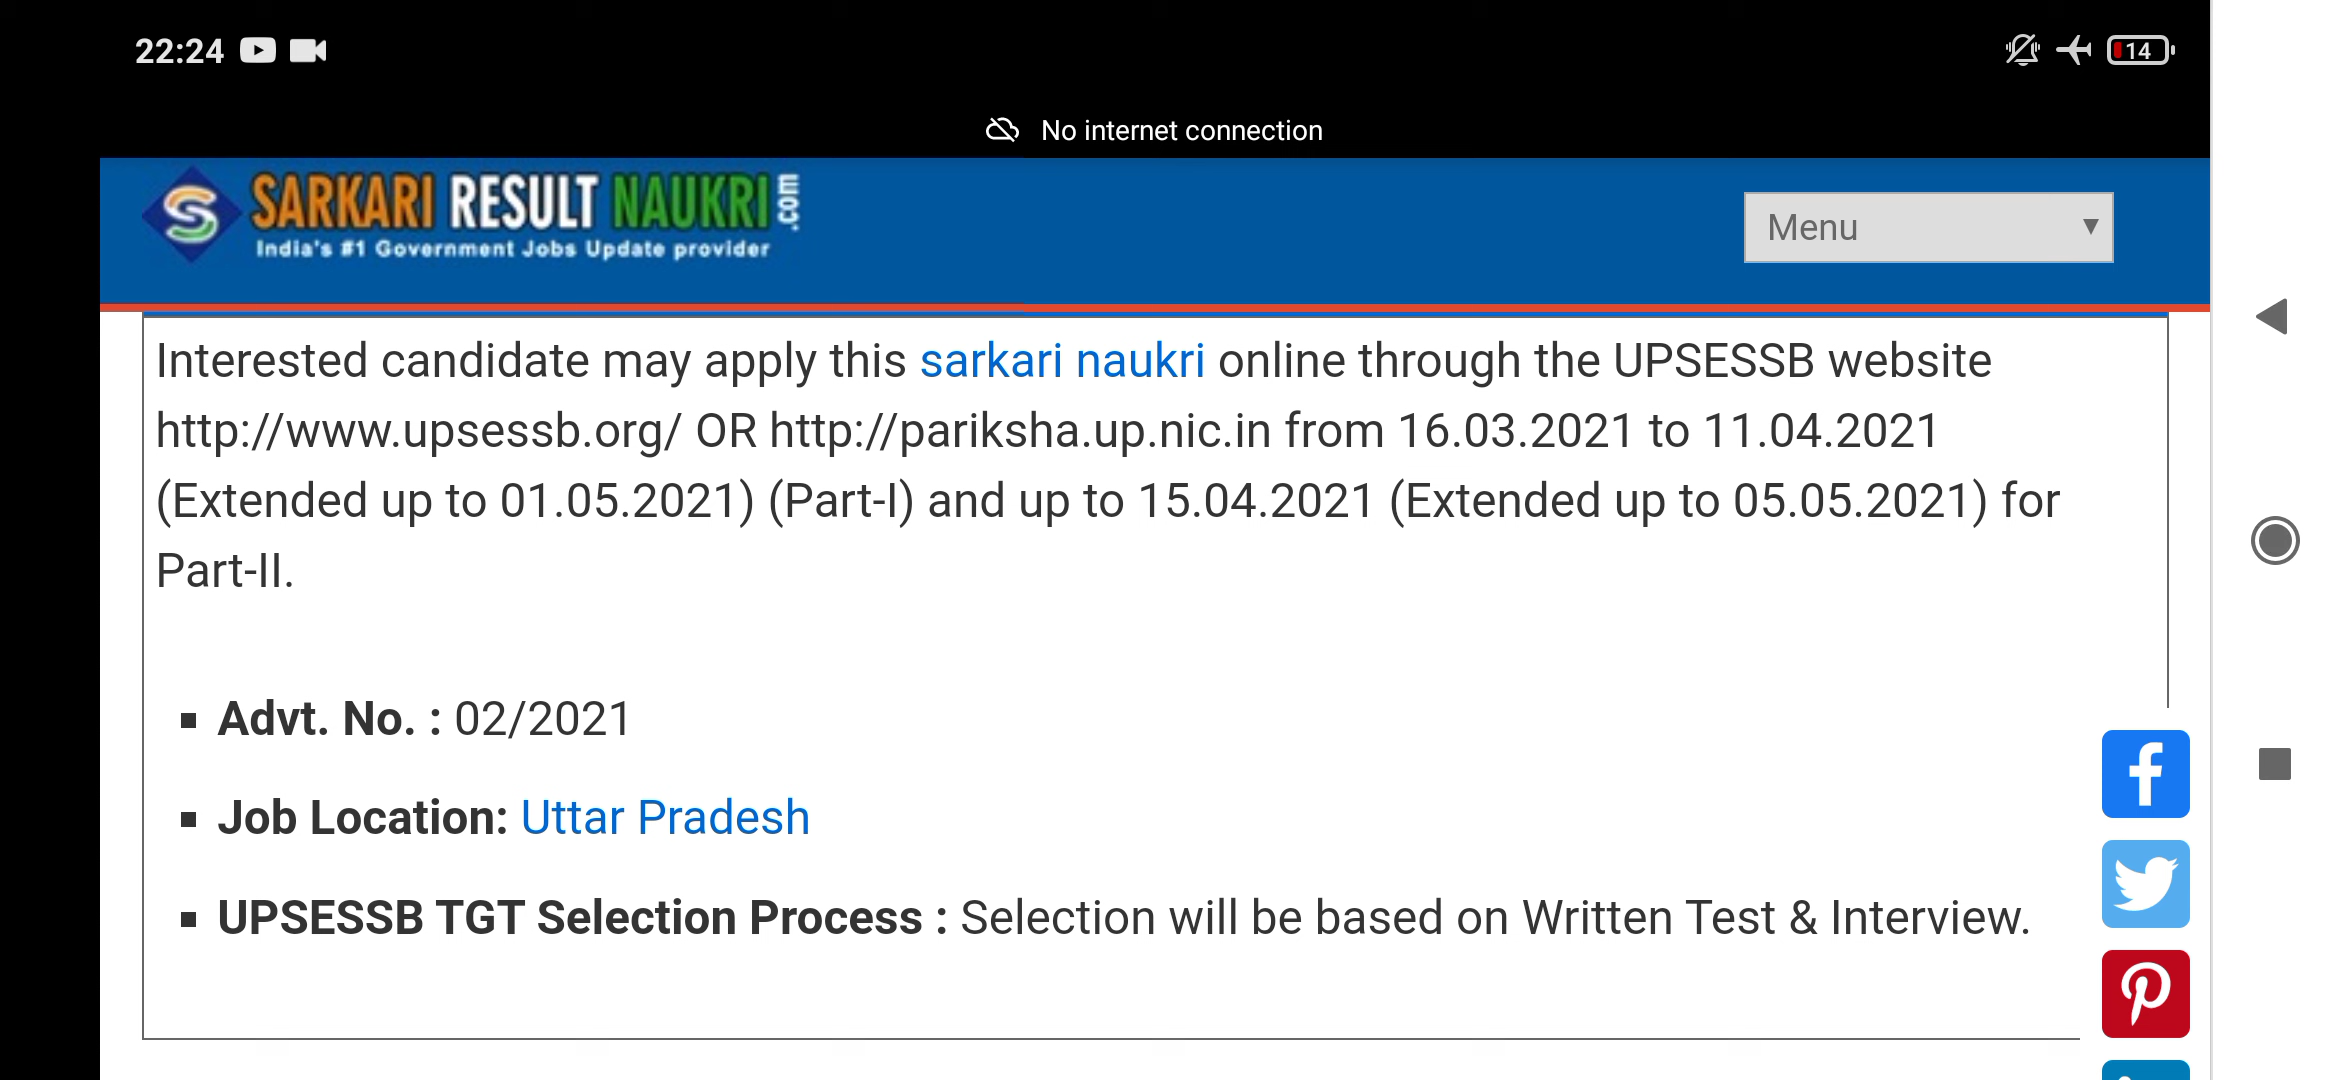 22:24
14
No internet connection
SARKARI RESULT NAUKRI.com
India's #1 Government Jobs Update provider
Menu
Interested candidate may apply this sarkari naukri online through the UPSESSB website
http://www.upsessb.org/ OR http://pariksha.up.nic.in from 16.03.2021 to 11.04.2021
(Extended up to 01.05.2021) (Part-I) and up to 15.04.2021 (Extended up to 05.05.2021) for
Part-II.
Advt. No. : 02/2021
Job Location: Uttar Pradesh
UPSESSB TGT Selection Process : Selection will be based on Written Test & Interview.